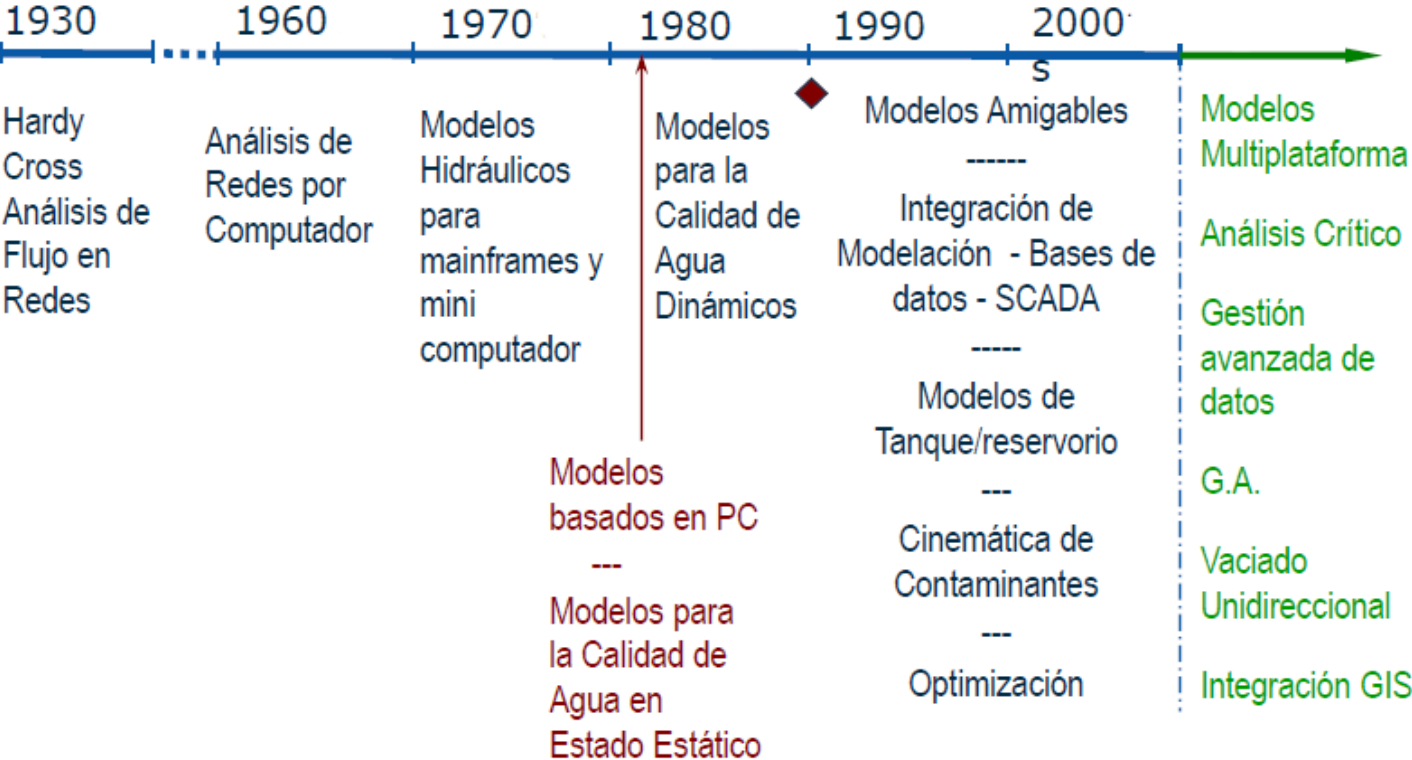 1930
1960
1970
1980
1990
2000
s
Hardy
Cross
Análisis de
Flujo en
Redes
Análisis de
Redes por
Computador
Modelos
Hidráulicos
para
mainframes y
mini
computador
Modelos
basados en PC
---
Modelos para
la Calidad de
Agua en
Estado Estático
Modelos
para la
Calidad de
Agua
Dinámicos
Modelos Amigables
------
Integración de
Modelación - Bases de
datos - SCADA
-----
Modelos de
Tanque/reservorio
---
Cinemática de
Contaminantes
---
Optimización
Modelos
Multiplataforma
Análisis Crítico
Gestión
avanzada de
datos
G.A.
Vaciado
Unidireccional
Integración GIS